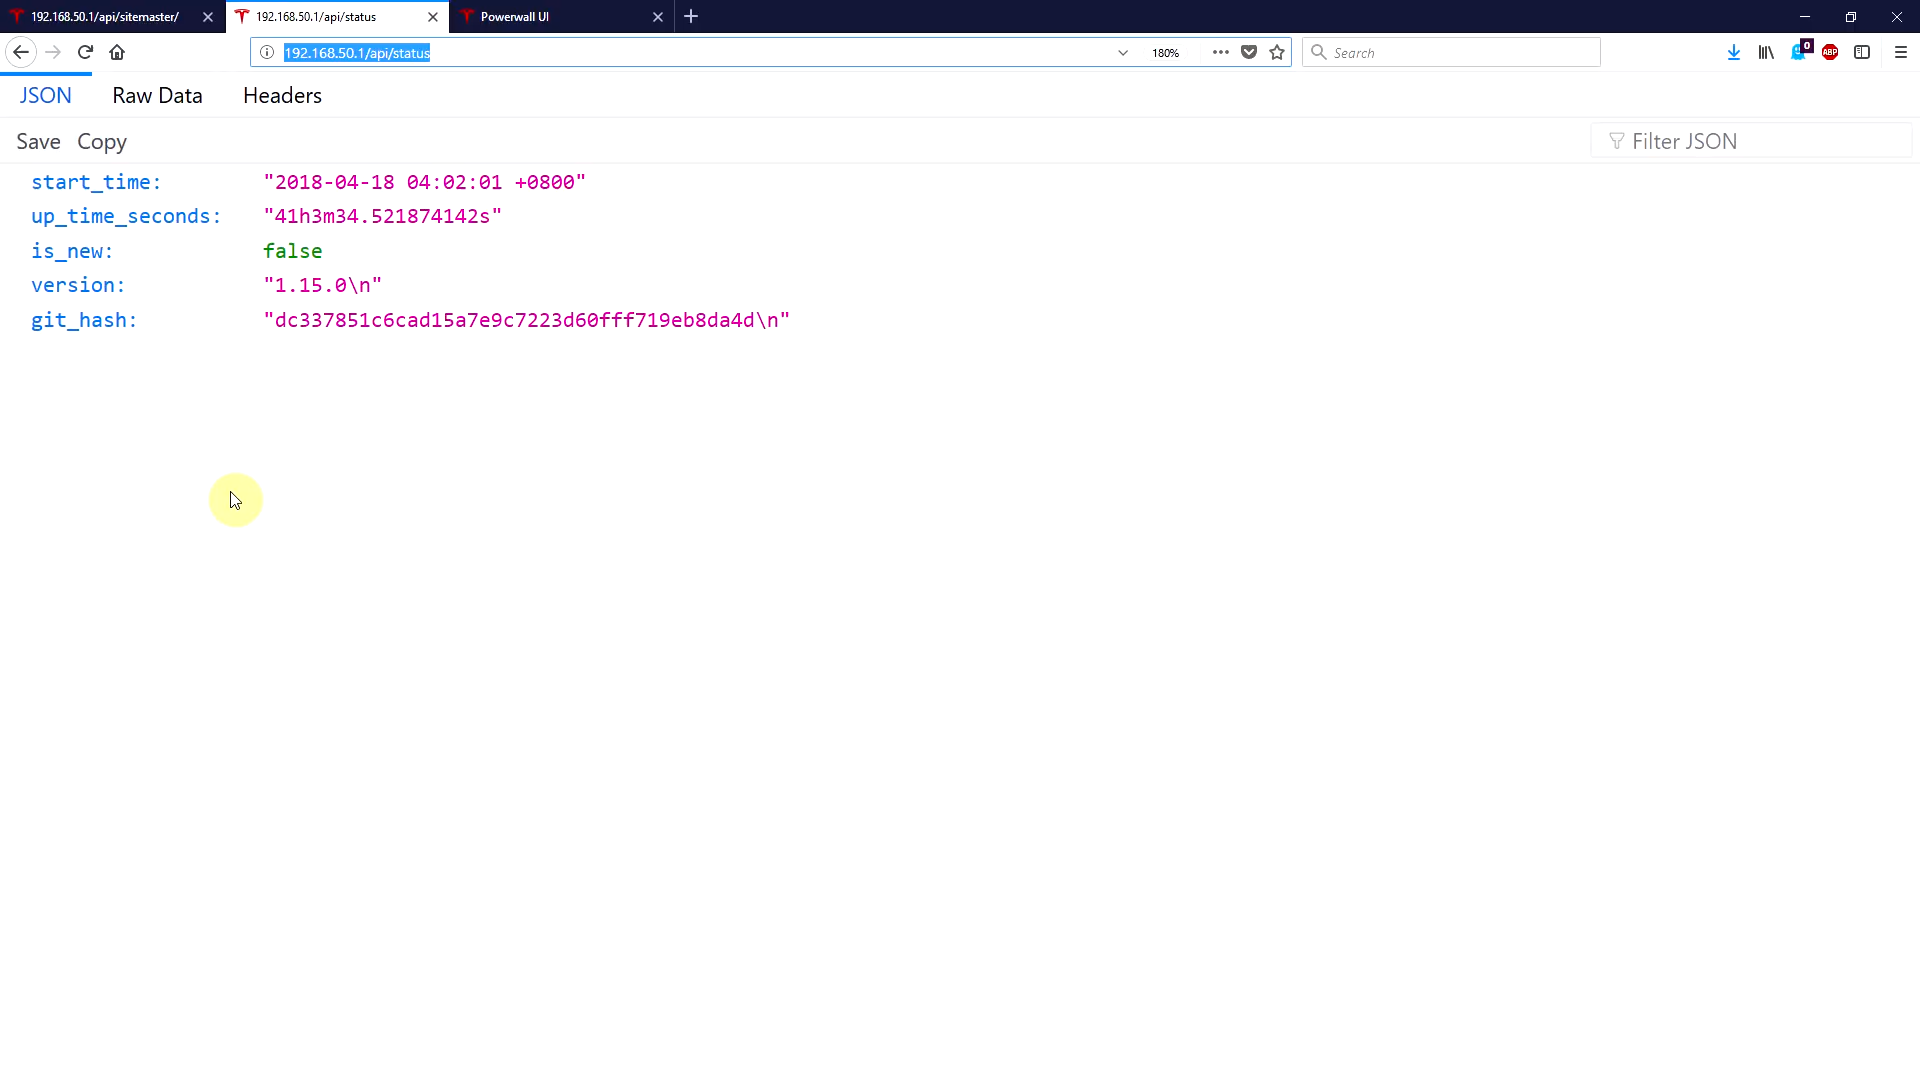 192.168.50.1/api/sitemaster/
192.168.50.1/api/status
Powerwall UI
192.168.50.1/api/status
180%
Search
0
ABP
JSON
Raw Data
Headers
Save
Copy
Filter JSON
start_time: "2018-04-18 04:02:01 +0800"
up_time_seconds: "41h3m34.521874142s"
is_new: false
version: "1.15.0\n"
git_hash: "dc337851c6cad15a7e9c7223d60fff719eb8da4d\n"